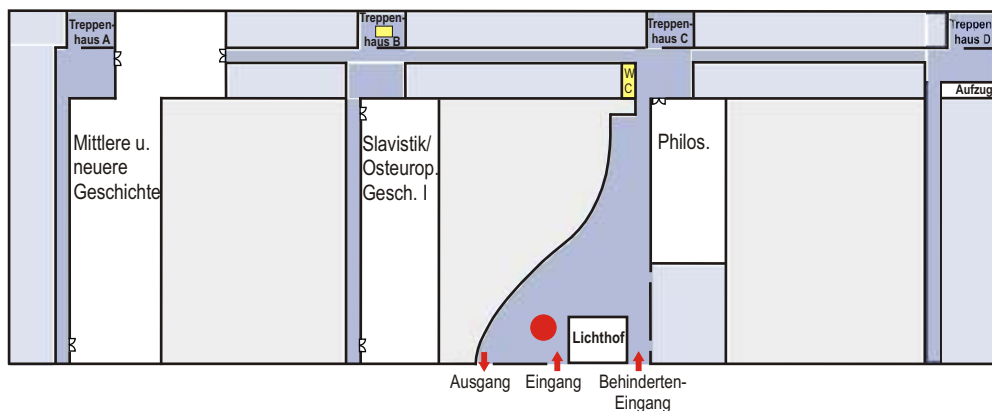 Treppen-
haus A
Treppen-
haus B
Treppen-
haus C
Treppen-
haus D
W
C
Aufzug
Mittlere u.
neuere
Geschichte
Slavistik/
Osteurop.
Gesch. I
Philos.
Lichthof
Ausgang
Eingang
Behinderten-
Eingang